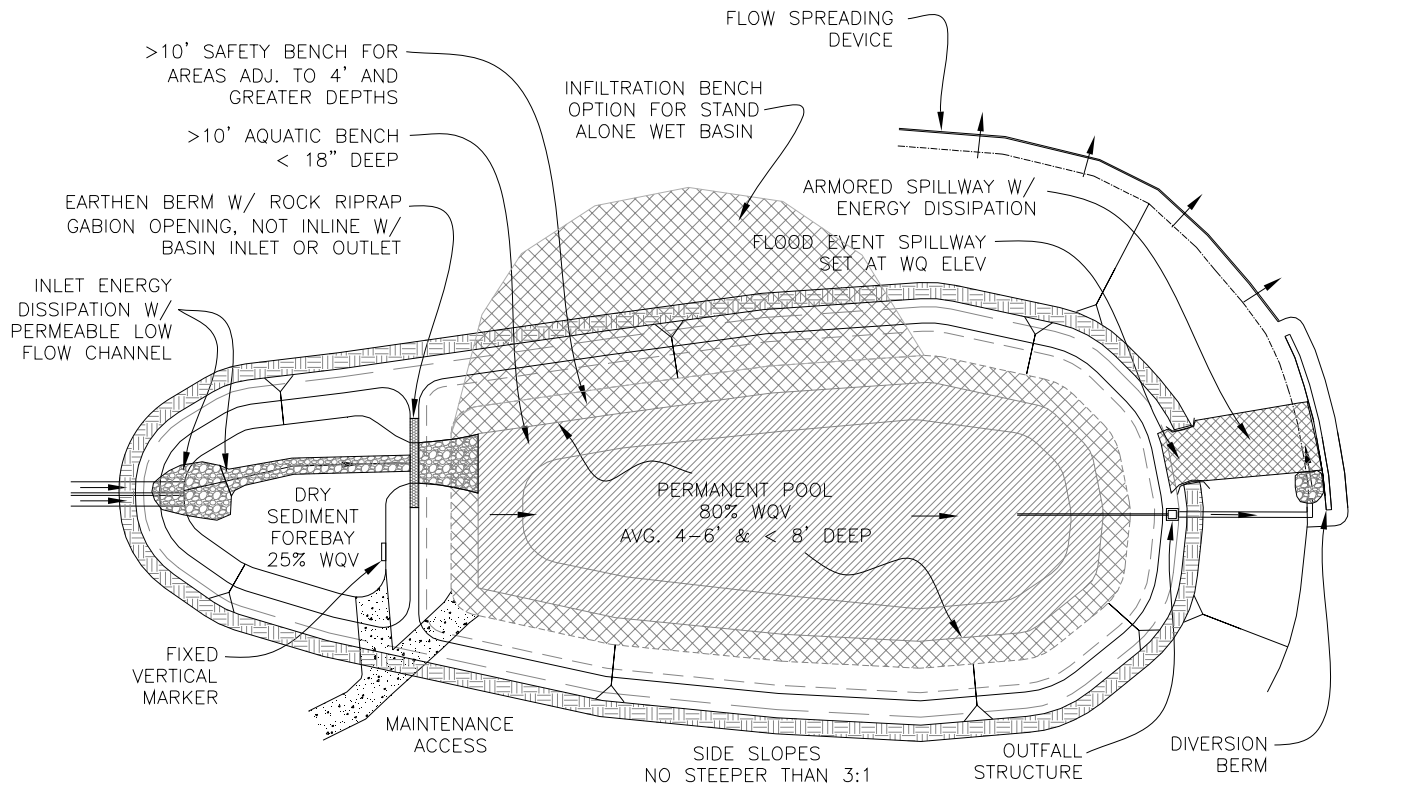 FLOW SPREADING
DEVICE
>10' SAFETY BENCH FOR
AREAS ADJ. TO 4' AND
GREATER DEPTHS
INFILTRATION BENCH
OPTION FOR STAND
ALONE WET BASIN
>10' AQUATIC BENCH
< 18" DEEP
ARMORED SPILLWAY W/
ENERGY DISSIPATION
EARTHEN BERM W/ ROCK RIPRAP
GABION OPENING, NOT INLINE W/
BASIN INLET OR OUTLET
FLOOD EVENT SPILLWAY
SET AT WQ ELEV
INLET ENERGY
DISSIPATION W/
PERMEABLE LOW
FLOW CHANNEL
DRY
SEDIMENT
FOREBAY
25% WQV
PERMANENT POOL
80% WQV
AVG. 4-6' & < 8' DEEP
FIXED
VERTICAL
MARKER
MAINTENANCE
ACCESS
SIDE SLOPES
NO STEEPER THAN 3:1
OUTFALL
STRUCTURE
DIVERSION
BERM